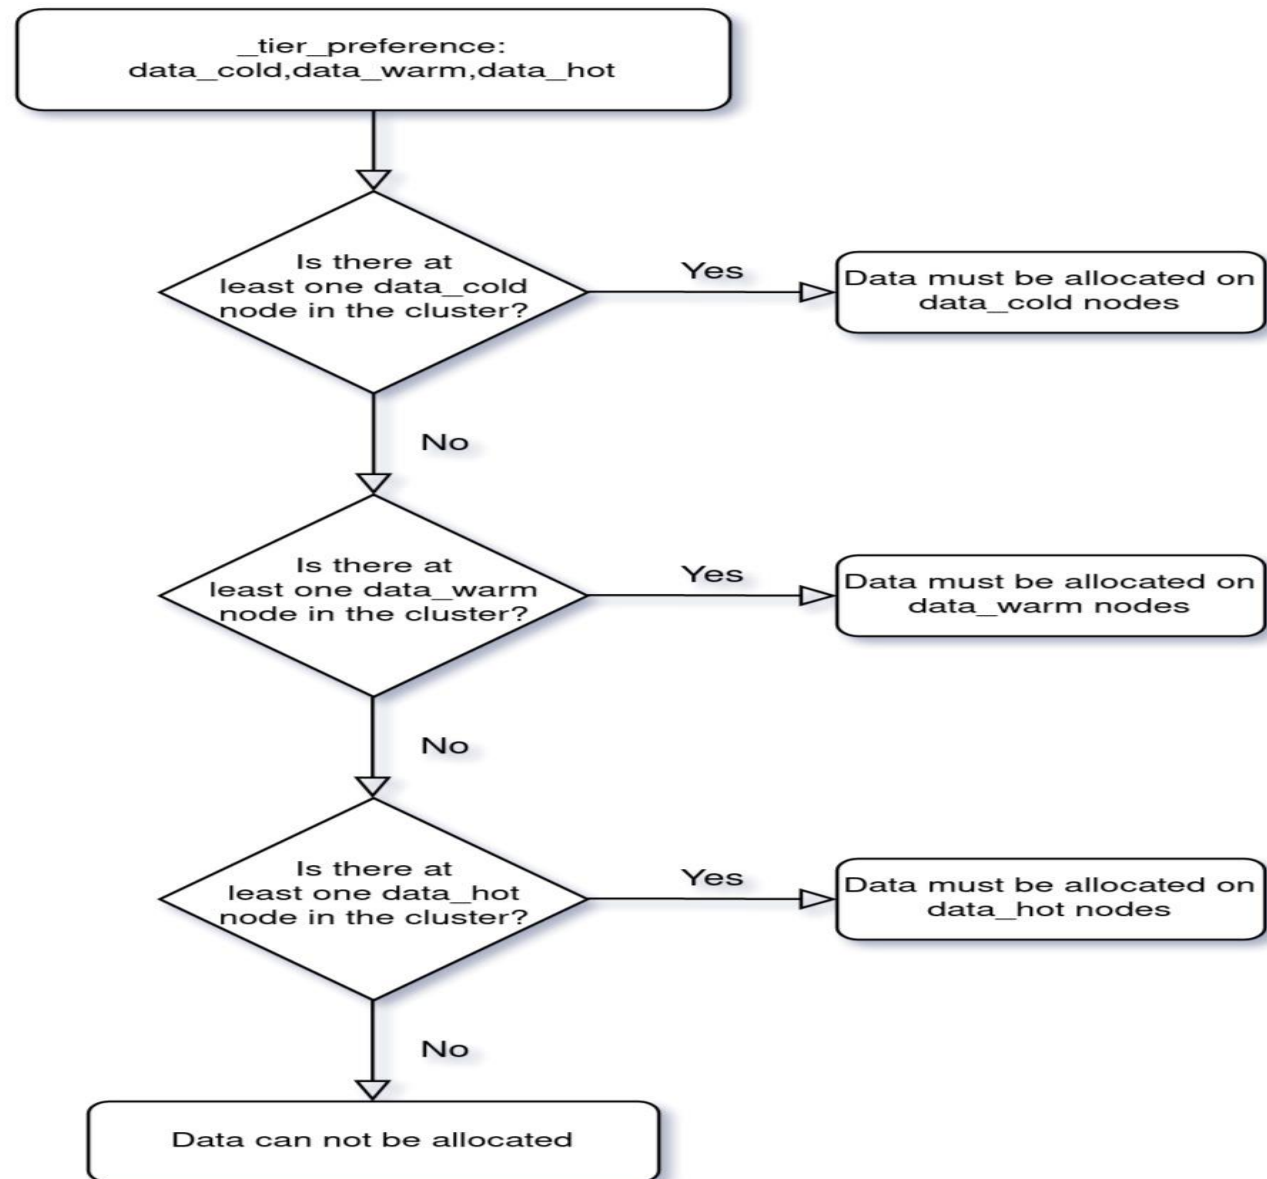 _tier_preference:
data_cold,data_warm,data_hot
Is there at
least one data_cold
node in the cluster?
Yes
Data must be allocated on
data_cold nodes
No
Is there at
least one data_warm
node in the cluster?
Yes
Data must be allocated on
data_warm nodes
No
Is there at
least one data_hot
node in the cluster?
Yes
Data must be allocated on
data_hot nodes
No
Data can not be allocated